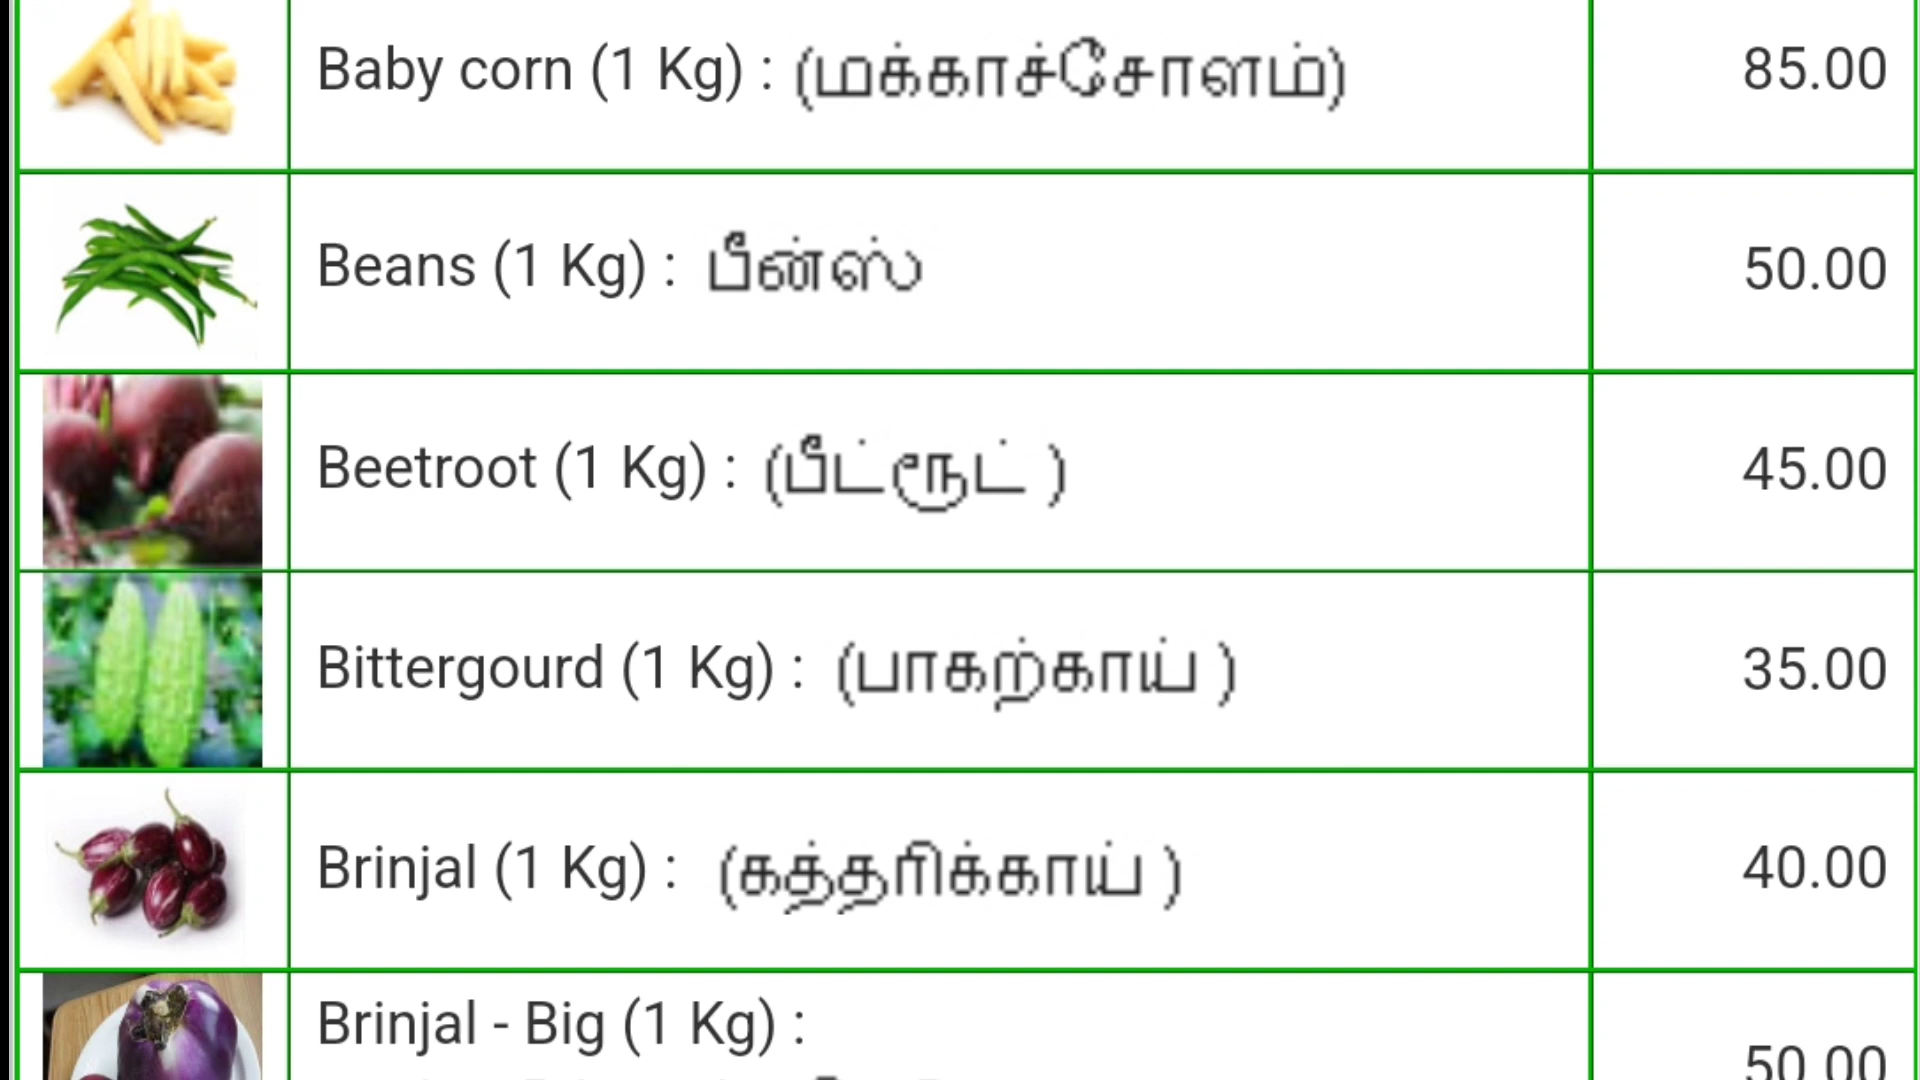 Baby corn (1 Kg) : (மக்காச்சோளம்) 85.00
Beans (1 Kg) : பீன்ஸ் 50.00
Beetroot (1 Kg) : (பீட்ரூட் ) 45.00
Bittergourd (1 Kg) : (பாகற்காய் ) 35.00
Brinjal (1 Kg) : (கத்தரிக்காய் ) 40.00
Brinjal - Big (1 Kg) :
50.00